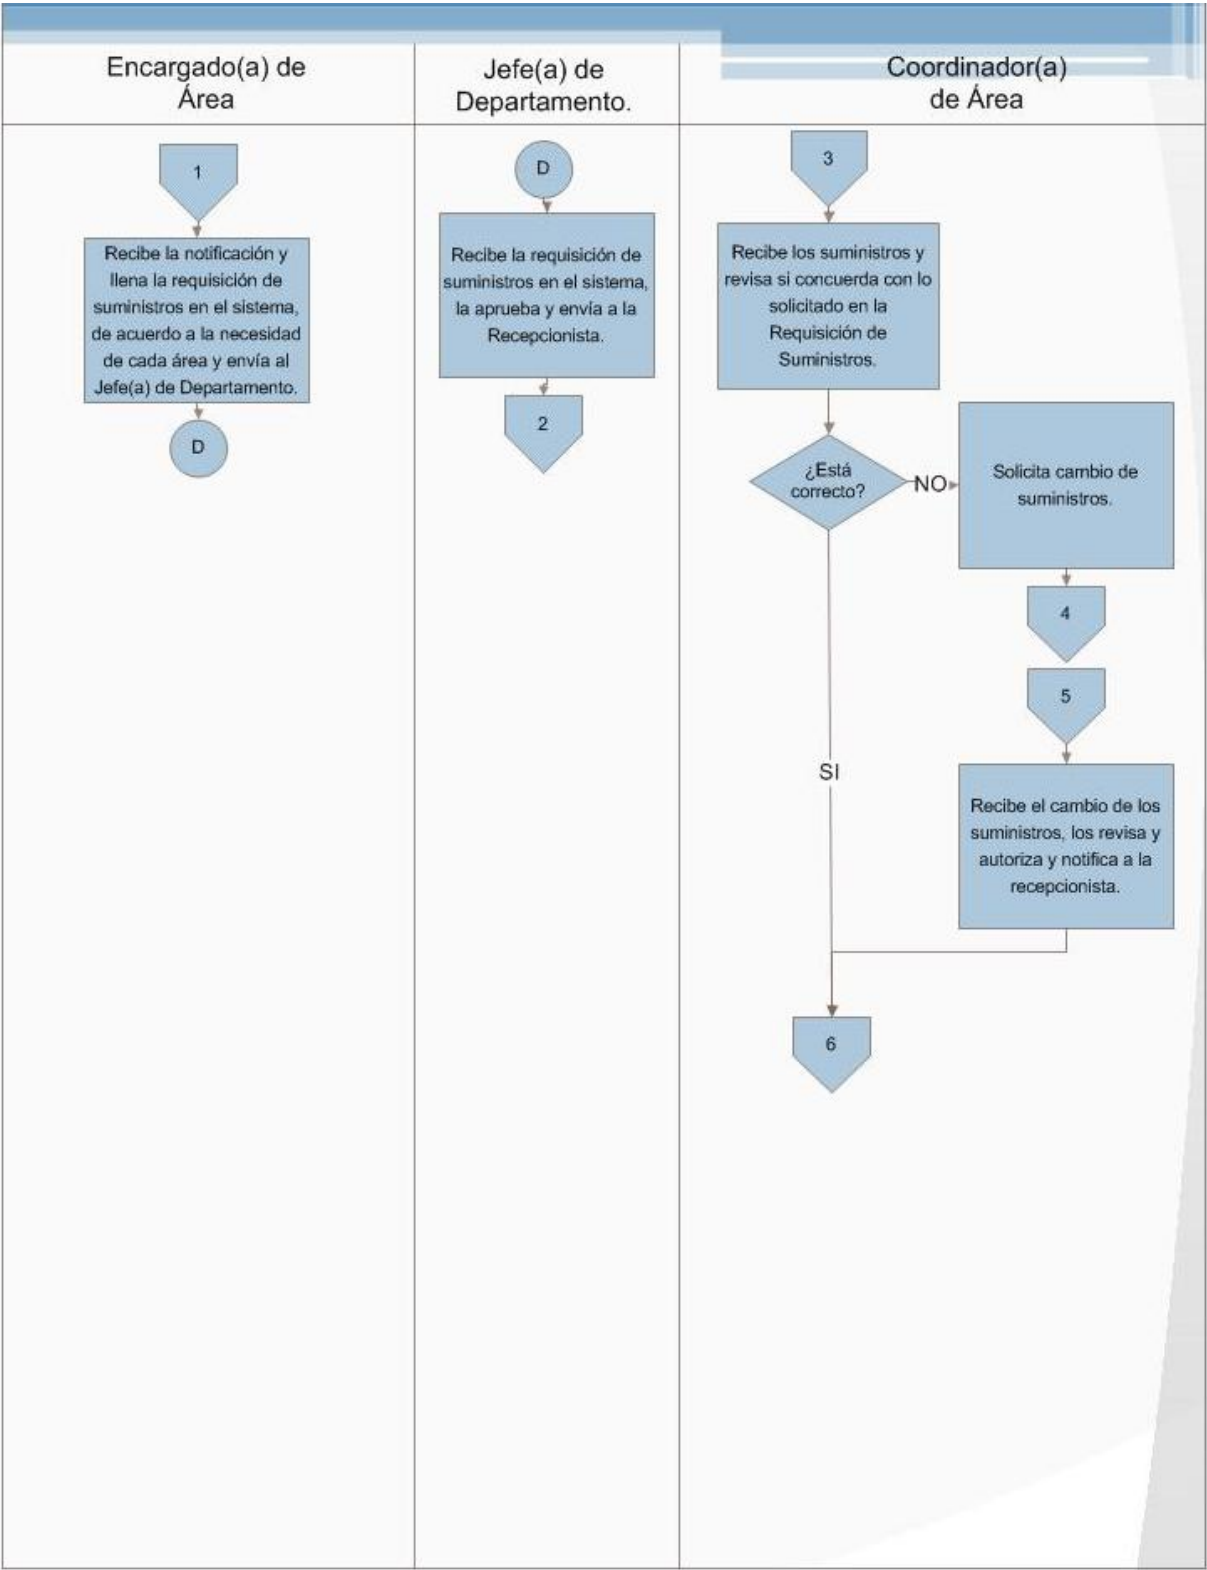 Encargado(a) de
Área
Jefe(a) de
Departamento.
Coordinador(a)
de Área
1
Recibe la notificación y
llena la requisición de
suministros en el sistema,
de acuerdo a la necesidad
de cada área y envía al
Jefe(a) de Departamento.
D
D
Recibe la requisición de
suministros en el sistema,
la aprueba y envía a la
Recepcionista.
2
3
Recibe los suministros y
revisa si concuerda con lo
solicitado en la
Requisición de
Suministros.
¿Está
correcto?
NO
Solicita cambio de
suministros.
4
5
SI
Recibe el cambio de los
suministros, los revisa y
autoriza y notifica a la
recepcionista.
6